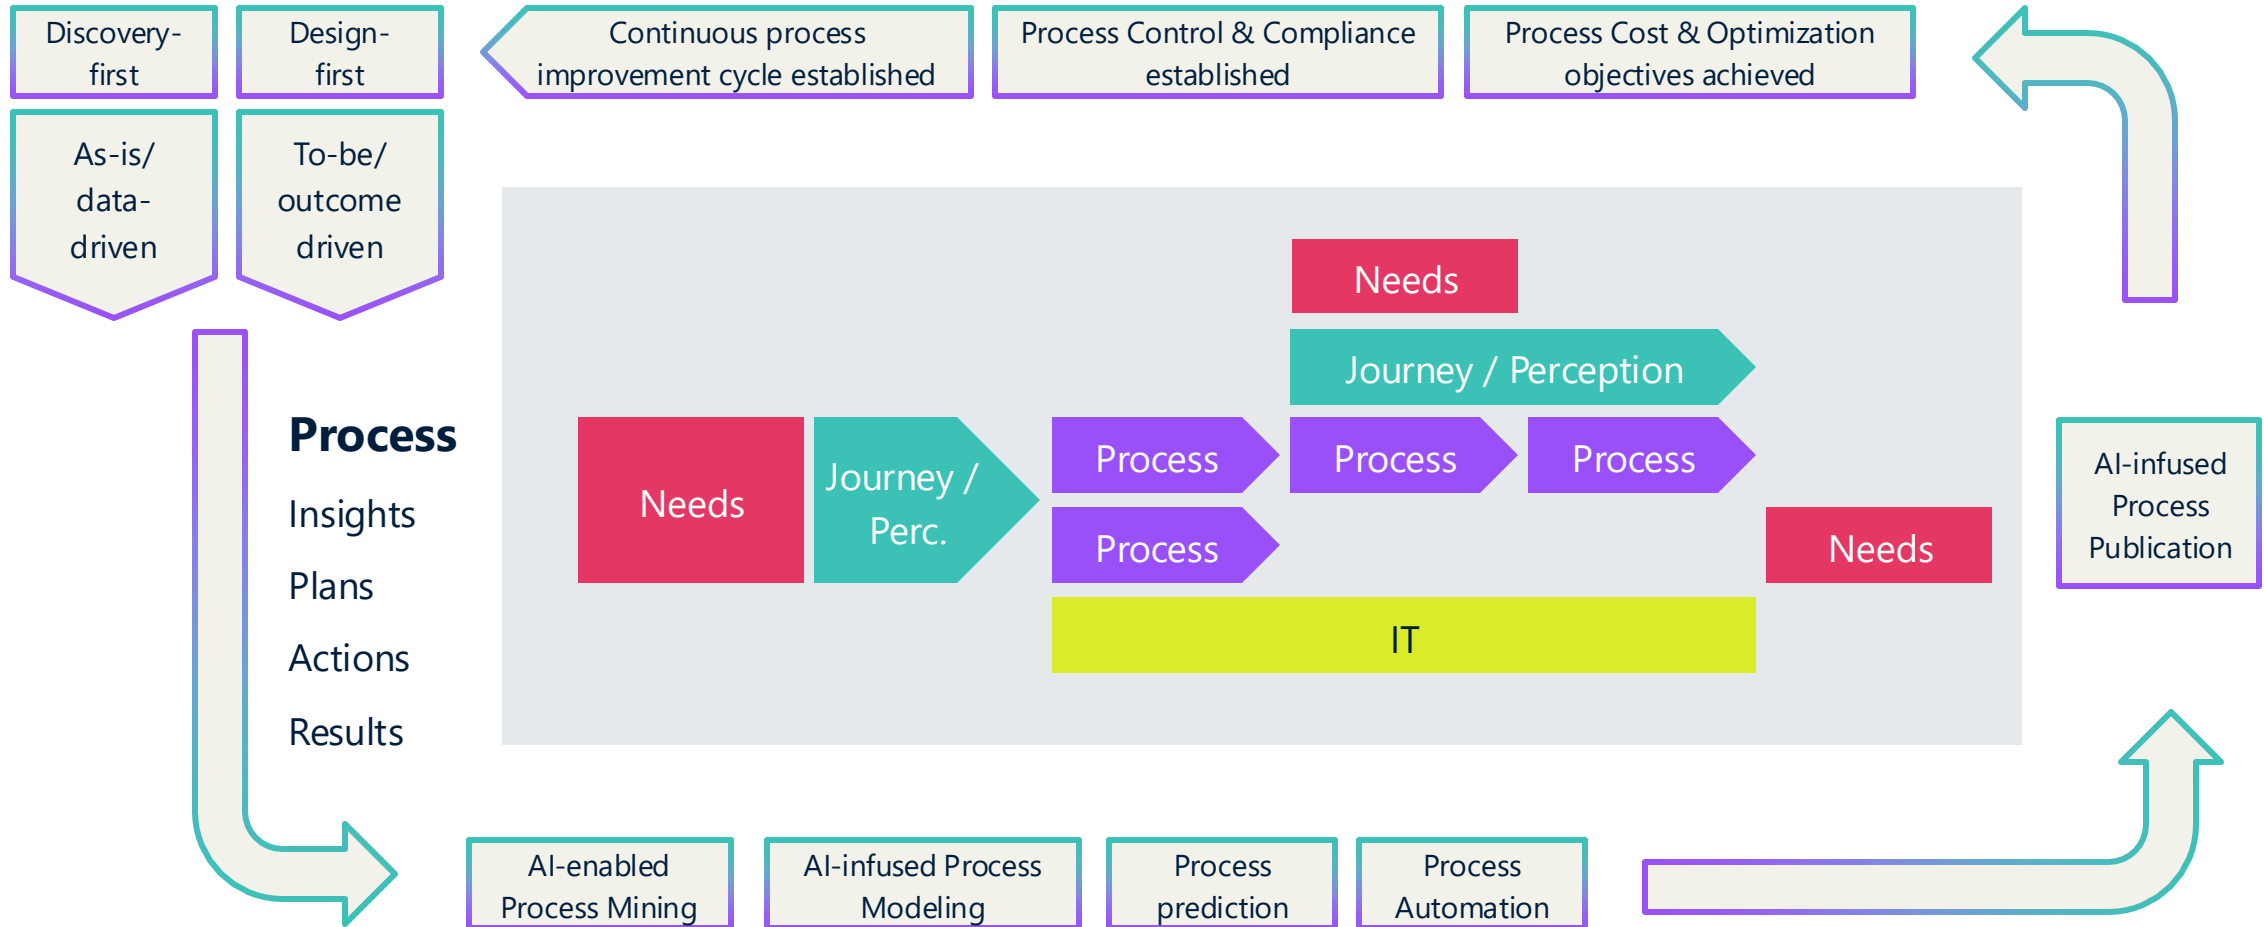 Discovery-
first
Design-
first
Continuous process
improvement cycle established
Process Control & Compliance
established
Process Cost & Optimization
objectives achieved
As-is/
data-
driven
To-be/
outcome
driven
Needs
Journey / Perception
Process
Insights
Plans
Actions
Results
Needs
Journey /
Perc.
Process
Process
Process
Process
Needs
IT
AI-infused
Process
Publication
AI-enabled
Process Mining
AI-infused Process
Modeling
Process
prediction
Process
Automation